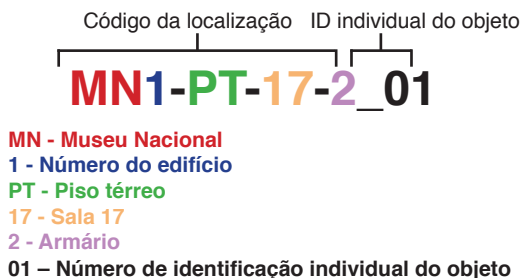 Código da localização ID individual do objeto
MN1-PT-17-2_01
MN - Museu Nacional
1 - Número do edifício
PT - Piso térreo
17 - Sala 17
2 - Armário
01 – Número de identificação individual do objeto